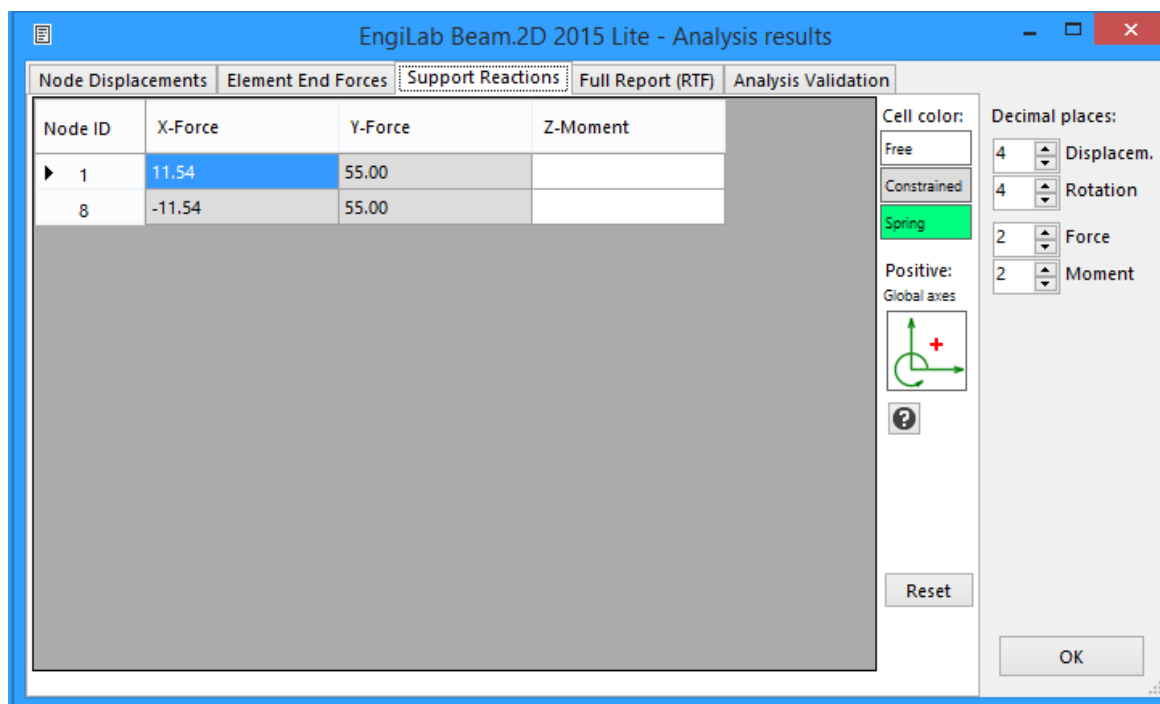 EngiLab Beam.2D 2015 Lite - Analysis results
Node Displacements Element End Forces Support Reactions Full Report (RTF) Analysis Validation
Node ID X-Force Y-Force Z-Moment
1 11.54 55.00
8 -11.54 55.00
Cell color:
Free
Constrained
Spring
Positive:
Global axes
+
?
Reset
Decimal places:
4 Displacem.
4 Rotation
2 Force
2 Moment
OK